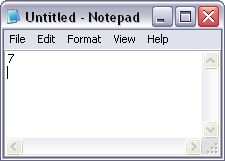 Untitled - Notepad
File Edit Format View Help
7